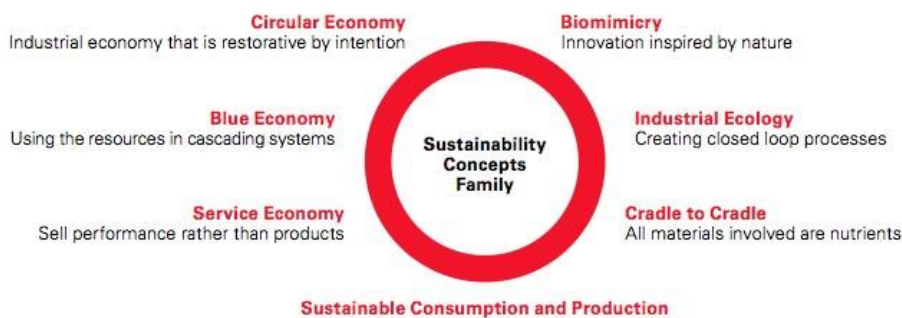 Circular Economy
Industrial economy that is restorative by intention
Biomimicry
Innovation inspired by nature
Blue Economy
Using the resources in cascading systems
Sustainability
Concepts
Family
Industrial Ecology
Creating closed loop processes
Service Economy
Sell performance rather than products
Cradle to Cradle
All materials involved are nutrients
Sustainable Consumption and Production